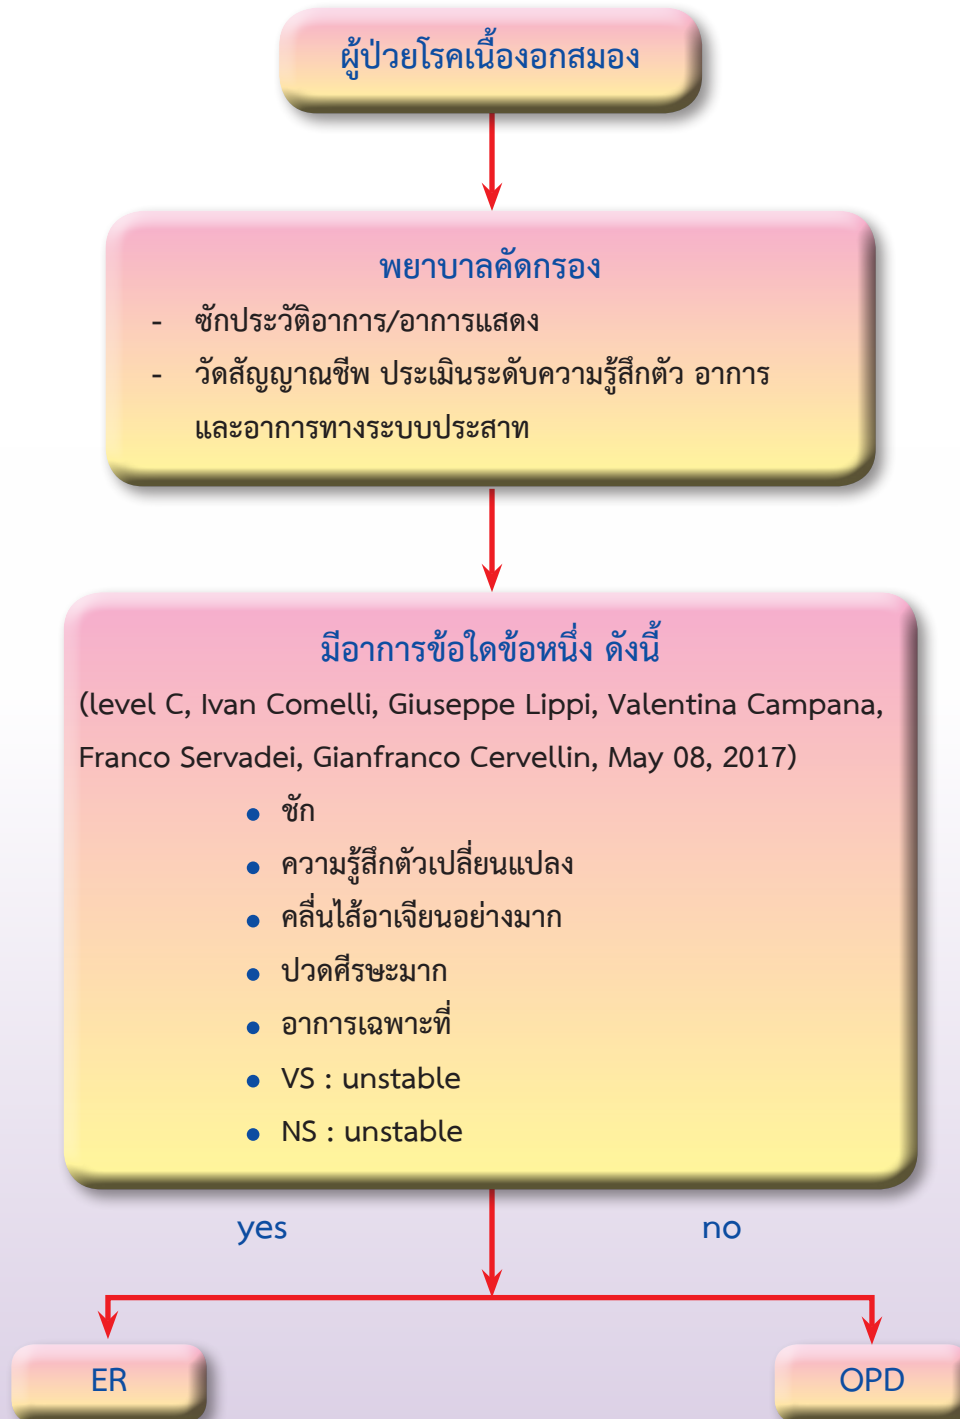 ผู้ป่วยโรคเนื้องอกสมอง
พยาบาลคัดกรอง
- ซักประวัติอาการ/อาการแสดง
- วัดสัญญาณชีพ ประเมินระดับความรู้สึกตัว อาการ
และอาการทางระบบประสาท
มีอาการข้อใดข้อหนึ่ง ดังนี้
(level C, Ivan Comelli, Giuseppe Lippi, Valentina Campana,
Franco Servadei, Gianfranco Cervellin, May 08, 2017)
● ชัก
● ความรู้สึกตัวเปลี่ยนแปลง
● คลื่นไส้อาเจียนอย่างมาก
● ปวดศีรษะมาก
● อาการเฉพาะที่
● VS : unstable
● NS : unstable
yes no
ER OPD